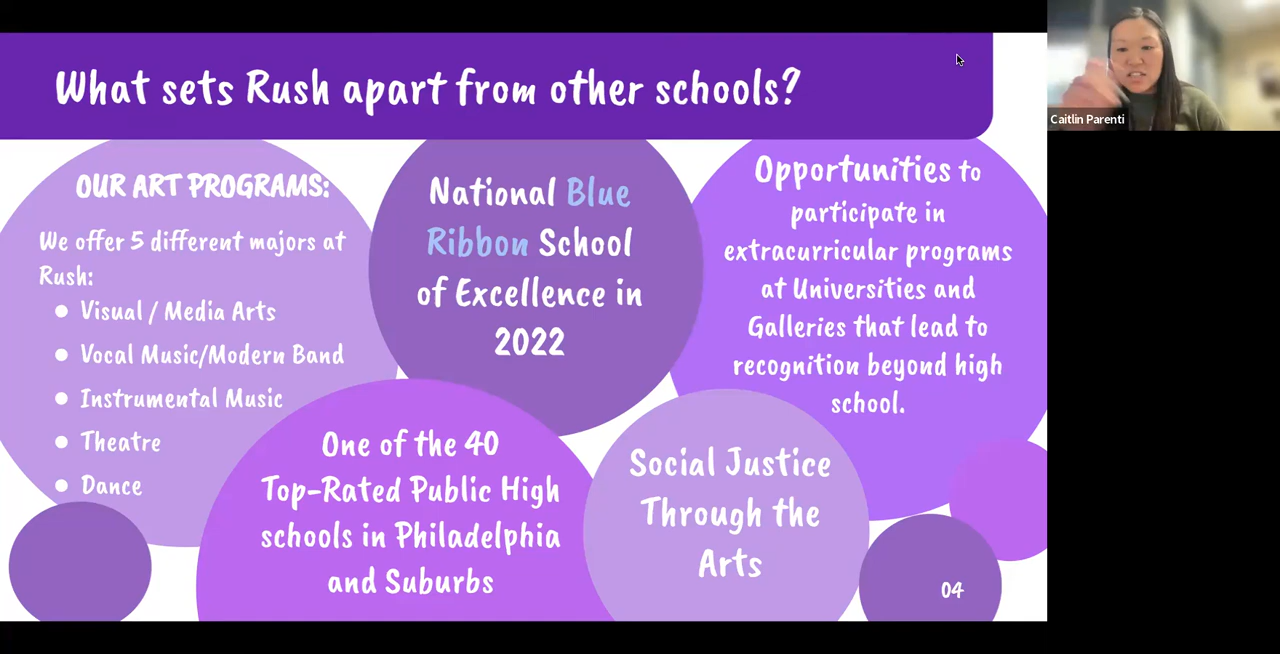 What sets Rush apart from other schools?
OUR ART PROGRAMS:
We offer 5 different majors at
Rush:
● Visual / Media Arts
● Vocal Music/Modern Band
● Instrumental Music
● Theatre
● Dance
National Blue
Ribbon School
of Excellence in
2022
Opportunities to
participate in
extracurricular programs
at Universities and
Galleries that lead to
recognition beyond high
school.
One of the 40
Top-Rated Public High
schools in Philadelphia
and Suburbs
Social Justice
Through the
Arts
04
Caitlin Parenti